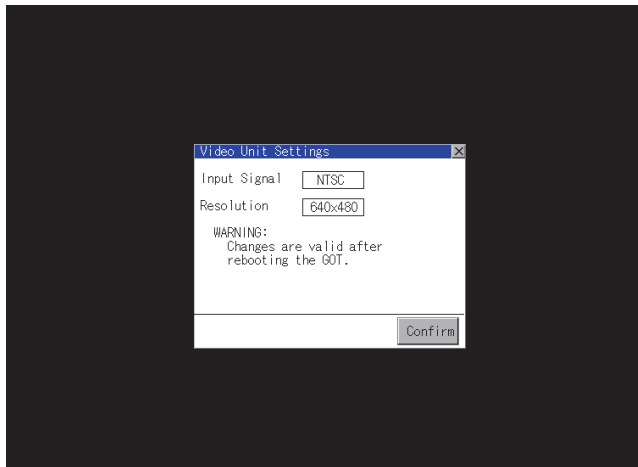 Video Unit Settings
Input Signal NTSC
Resolution 640x480
WARNING:
Changes are valid after
rebooting the GOT.
Confirm